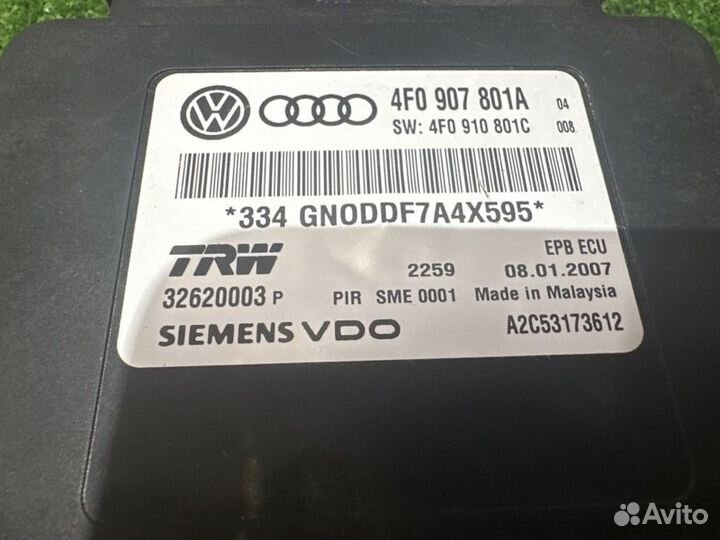 4F0 907 801A 04
SW: 4F0 910 801C 008
*334 GN0DDF7A4X595*
TRW EPB ECU
2259 08.01.2007
32620003 P PIR SME 0001 Made in Malaysia
SIEMENS VDO A2C53173612
Avito